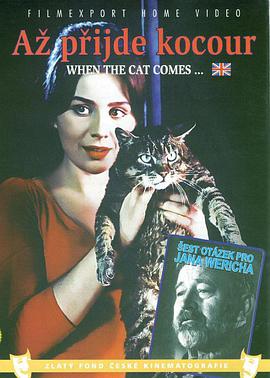 FILMEXPORT HOME VIDEO
Až přijde kocour
WHEN THE CAT COMES ...
ŠEST OTÁZEK PRO
JANA WERICHA
ZLATÝ FOND ČESKÉ KINEMATOGRAFIE